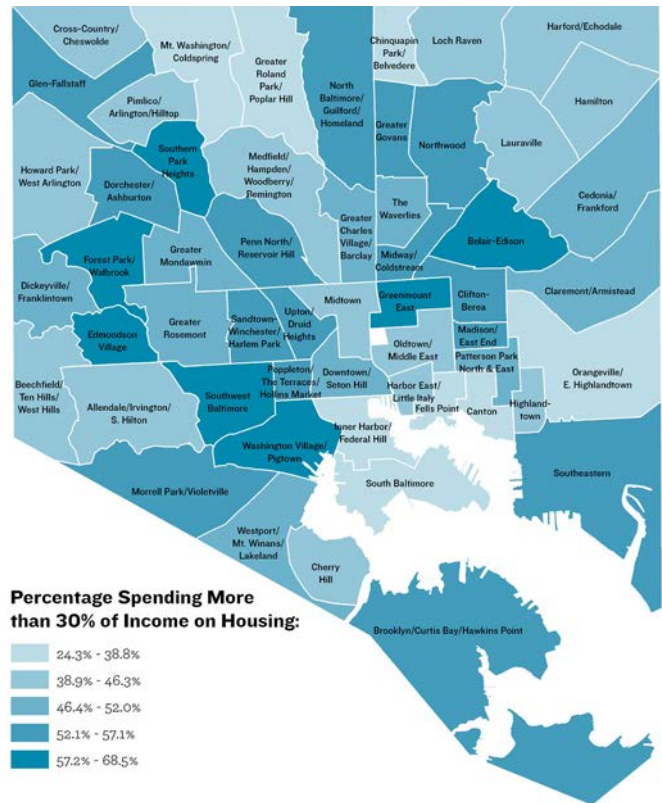 Cross-Country/
Cheswolde
Mt. Washington/
Coldspring
Greater
Roland
Park/
Poplar Hill
Chinquapin
Park/
Belvedere
Loch Raven
Harford/Echodale
Glen-Fallstaff
North
Baltimore/
Guilford/
Homeland
Hamilton
Pimlico/
Arlington/Hilltop
Greater
Govans
Northwood
Lauraville
Southern
Park
Heights
Howard Park/
West Arlington
Medfield/
Hampden/
Woodberry/
Remington
Dorchester/
Ashburton
The
Waverlies
Cedonia/
Frankford
Greater
Charles
Village/
Barclay
Penn North/
Reservoir Hill
Belair-Edison
Forest Park/
Walbrook
Greater
Mondawmin
Midway/
Coldstream
Dickeyville/
Franklintown
Midtown
Greenmount
East
Clifton-
Berea
Claremont/Armistead
Greater
Rosemont
Sandtown-
Winchester/
Harlem Park
Upton/
Druid
Heights
Edmondson
Village
Madison/
East End
Oldtown/
Middle East
Patterson Park
North & East
Orangeville/
E. Highlandtown
Beechfield/
Ten Hills/
West Hills
Southwest
Baltimore
Poppleton/
The Terraces/
Hollins Market
Downtown/
Seton Hill
Harbor East/
Little Italy
Fells Point
Canton
Highland-
town
Allendale/Irvington/
S. Hilton
Inner Harbor/
Federal Hill
Washington Village/
Pigtown
Southeastern
South Baltimore
Morrell Park/Violetville
Westport/
Mt. Winans/
Lakeland
Cherry
Hill
Brooklyn/Curtis Bay/Hawkins Point
Percentage Spending More
than 30% of Income on Housing:
24.3% - 38.8%
38.9% - 46.3%
46.4% - 52.0%
52.1% - 57.1%
57.2% - 68.5%